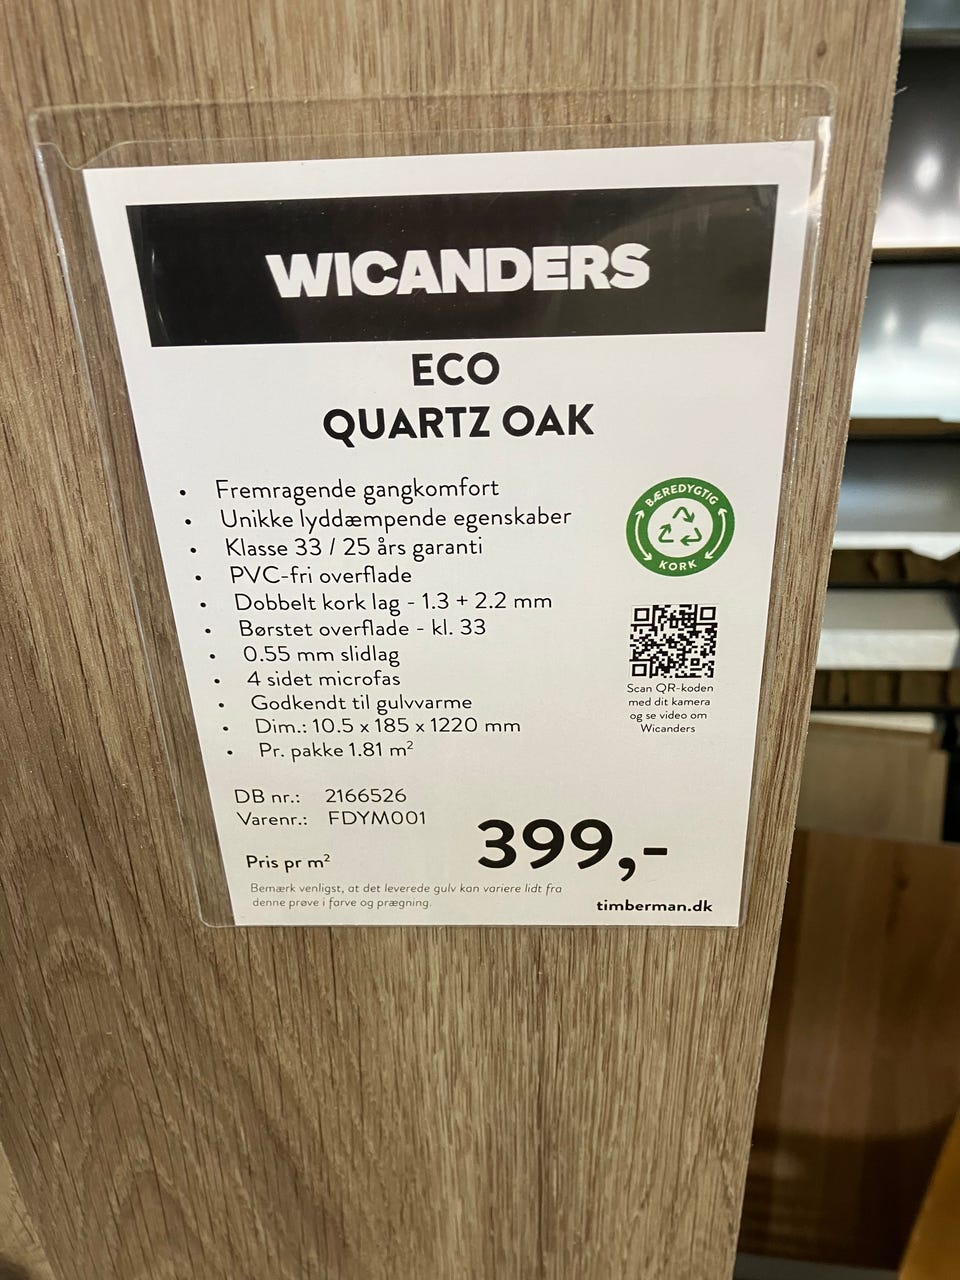 WICANDERS
ECO
QUARTZ OAK
• Fremragende gangkomfort
• Unikke lyddæmpende egenskaber
• Klasse 33 / 25 års garanti
• PVC-fri overflade
• Dobbelt kork lag - 1.3 + 2.2 mm
• Børstet overflade - kl. 33
• 0.55 mm slidlag
• 4 sidet microfas
• Godkendt til gulvvarme
• Dim.: 10.5 x 185 x 1220 mm
• Pr. pakke 1.81 m²
BÆREDYGTIG
KORK
Scan QR-koden
med dit kamera
og se video om
Wicanders
DB nr.: 2166526
Varenr.: FDYM001
Pris pr m² 399,-
Bemærk venligst, at det leverede gulv kan variere lidt fra
denne prøve i farve og prægning.
timberman.dk